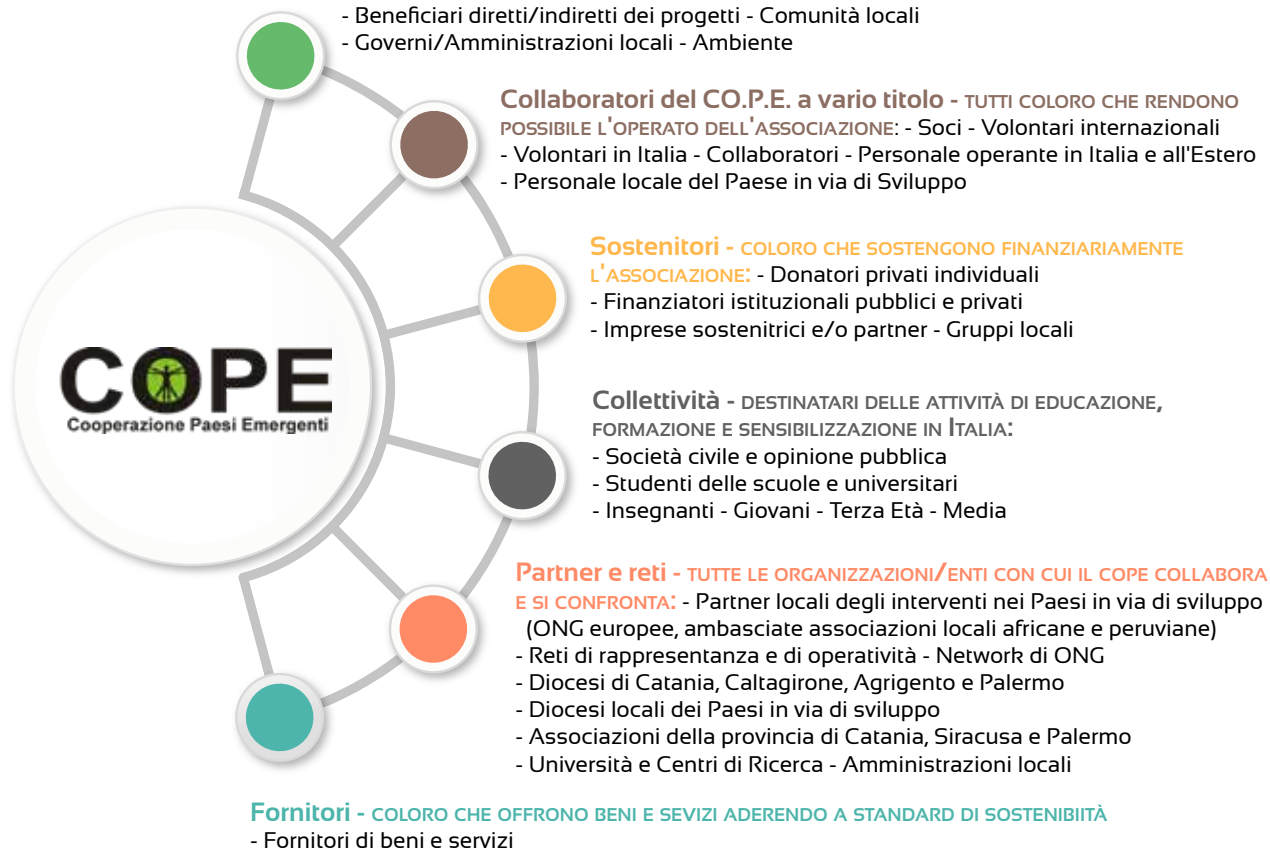 - Beneficiari diretti/indiretti dei progetti - Comunità locali
- Governi/Amministrazioni locali - Ambiente
Collaboratori del CO.P.E. a vario titolo - TUTTI COLORO CHE RENDONO
POSSIBILE L'OPERATO DELL'ASSOCIAZIONE: - Soci - Volontari internazionali
- Volontari in Italia - Collaboratori - Personale operante in Italia e all'Estero
- Personale locale del Paese in via di Sviluppo
Sostenitori - COLORO CHE SOSTENGONO FINANZIARIAMENTE
L'ASSOCIAZIONE: - Donatori privati individuali
- Finanziatori istituzionali pubblici e privati
- Imprese sostenitrici e/o partner - Gruppi locali
COPE
Cooperazione Paesi Emergenti
Collettività - DESTINATARI DELLE ATTIVITÀ DI EDUCAZIONE,
FORMAZIONE E SENSIBILIZZAZIONE IN ITALIA:
- Società civile e opinione pubblica
- Studenti delle scuole e universitari
- Insegnanti - Giovani - Terza Età - Media
Partner e reti - TUTTE LE ORGANIZZAZIONI/ENTI CON CUI IL COPE COLLABORA
E SI CONFRONTA: - Partner locali degli interventi nei Paesi in via di sviluppo
(ONG europee, ambasciate associazioni locali africane e peruviane)
- Reti di rappresentanza e di operatività - Network di ONG
- Diocesi di Catania, Caltagirone, Agrigento e Palermo
- Diocesi locali dei Paesi in via di sviluppo
- Associazioni della provincia di Catania, Siracusa e Palermo
- Università e Centri di Ricerca - Amministrazioni locali
Fornitori - COLORO CHE OFFRONO BENI E SEVIZI ADERENDO A STANDARD DI SOSTENIBIITÀ
- Fornitori di beni e servizi